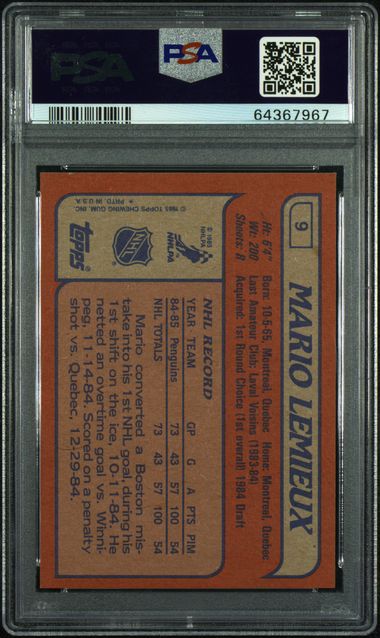 PSA
PSA
64367967
9
MARIO LEMIEUX
Ht: 6'4" Born: 10-5-65, Montreal, Quebec Home: Montreal, Quebec
Wt: 200 Last Amateur Club: Laval Voisins (1983-84)
Shoots: R Acquired: 1st Round Choice (1st overall) 1984 Draft
NHL RECORD
YEAR TEAM GP G A PTS PIM
84-85 Penguins 73 43 57 100 54
NHL TOTALS 73 43 57 100 54
Mario converted a Boston mis-
take into his 1st NHL goal, during his
1st shift on the ice, 10-11-84. He
netted an overtime goal vs. Winni-
peg, 11-14-84. Scored on a penalty
shot vs. Quebec, 12-29-84.
© 1985
NHLPA
NHLPA
NHL
topps
© 1985 TOPPS CHEWING GUM, INC.
* PRTD. IN U.S.A.